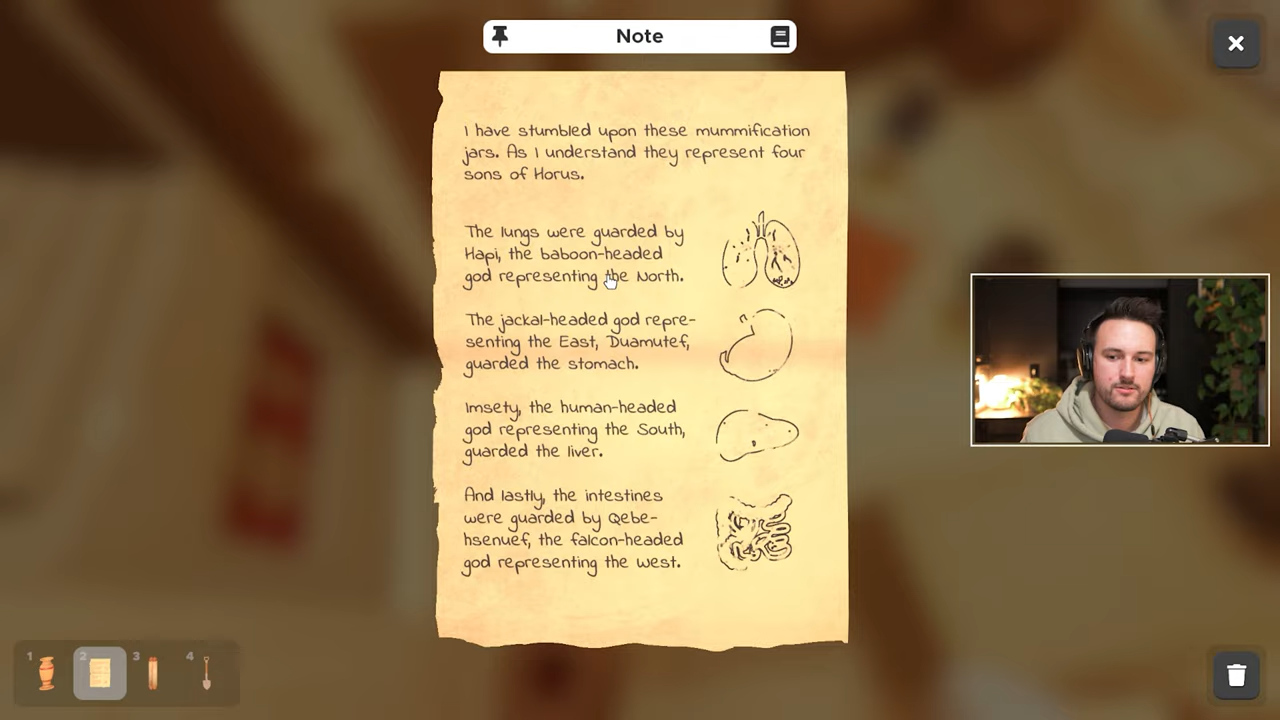 Note
I have stumbled upon these mummification
jars. As I understand they represent four
sons of Horus.
The lungs were guarded by
Hapi, the baboon-headed
god representing the North.
The jackal-headed god repre-
senting the East, Duamutef,
guarded the stomach.
Imsety, the human-headed
god representing the South,
guarded the liver.
And lastly, the intestines
were guarded by Qebe-
hsenuef, the falcon-headed
god representing the west.
1 2 3 4